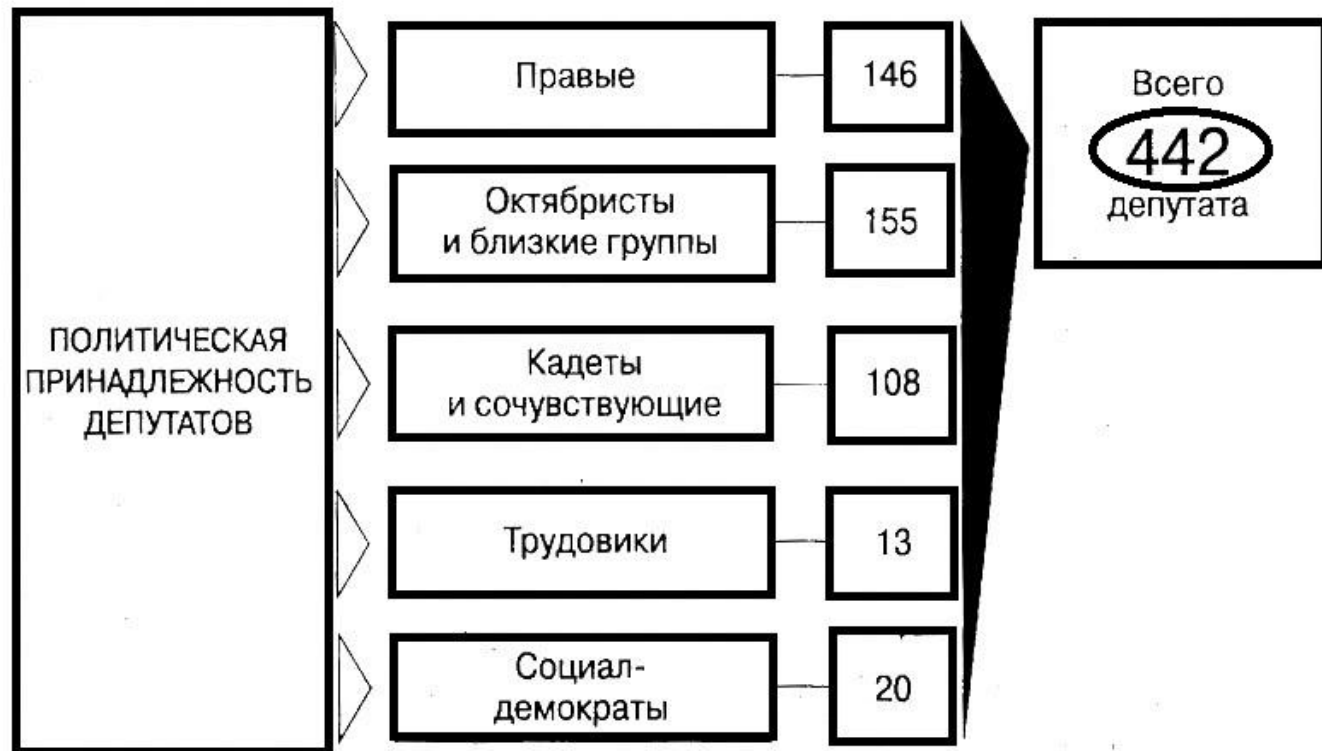 ПОЛИТИЧЕСКАЯ
ПРИНАДЛЕЖНОСТЬ
ДЕПУТАТОВ
Правые
146
Октябристы
и близкие группы
155
Кадеты
и сочувствующие
108
Трудовики
13
Социал-
демократы
20
Всего
442
депутата